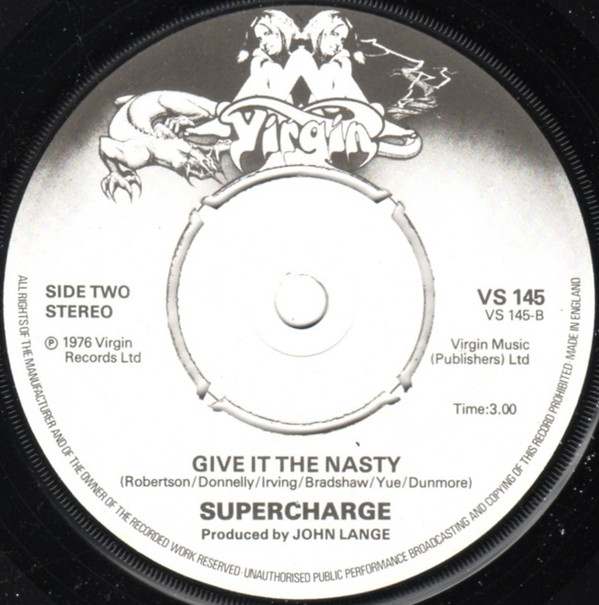 Virgin
SIDE TWO
STEREO
℗ 1976 Virgin
Records Ltd
VS 145
VS 145-B
Virgin Music
(Publishers) Ltd
Time:3.00
GIVE IT THE NASTY
(Robertson/Donnelly/Irving/Bradshaw/Yue/Dunmore)
SUPERCHARGE
Produced by JOHN LANGE
ALL RIGHTS OF THE MANUFACTURER AND OF THE OWNER OF THE RECORDED WORK RESERVED · UNAUTHORISED PUBLIC PERFORMANCE BROADCASTING AND COPYING OF THIS RECORD PROHIBITED MADE IN ENGLAND